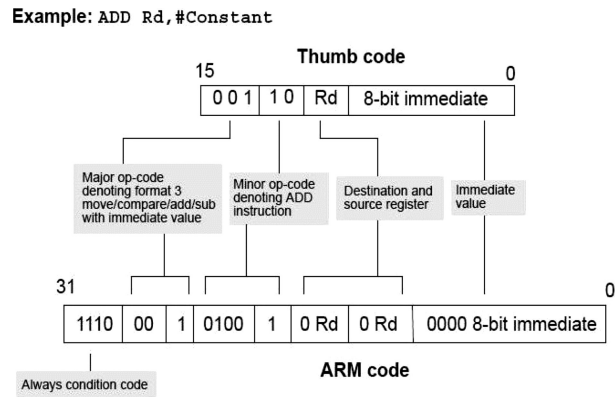 Example: ADD Rd,#Constant
Thumb code
15 0
0 0 1 1 0 Rd 8-bit immediate
Major op-code
denoting format 3
move/compare/add/sub
with immediate value
Minor op-code
denoting ADD
instruction
Destination and
source register
Immediate
value
31 0
1110 00 1 0100 1 0 Rd 0 Rd 0000 8-bit immediate
Always condition code
ARM code